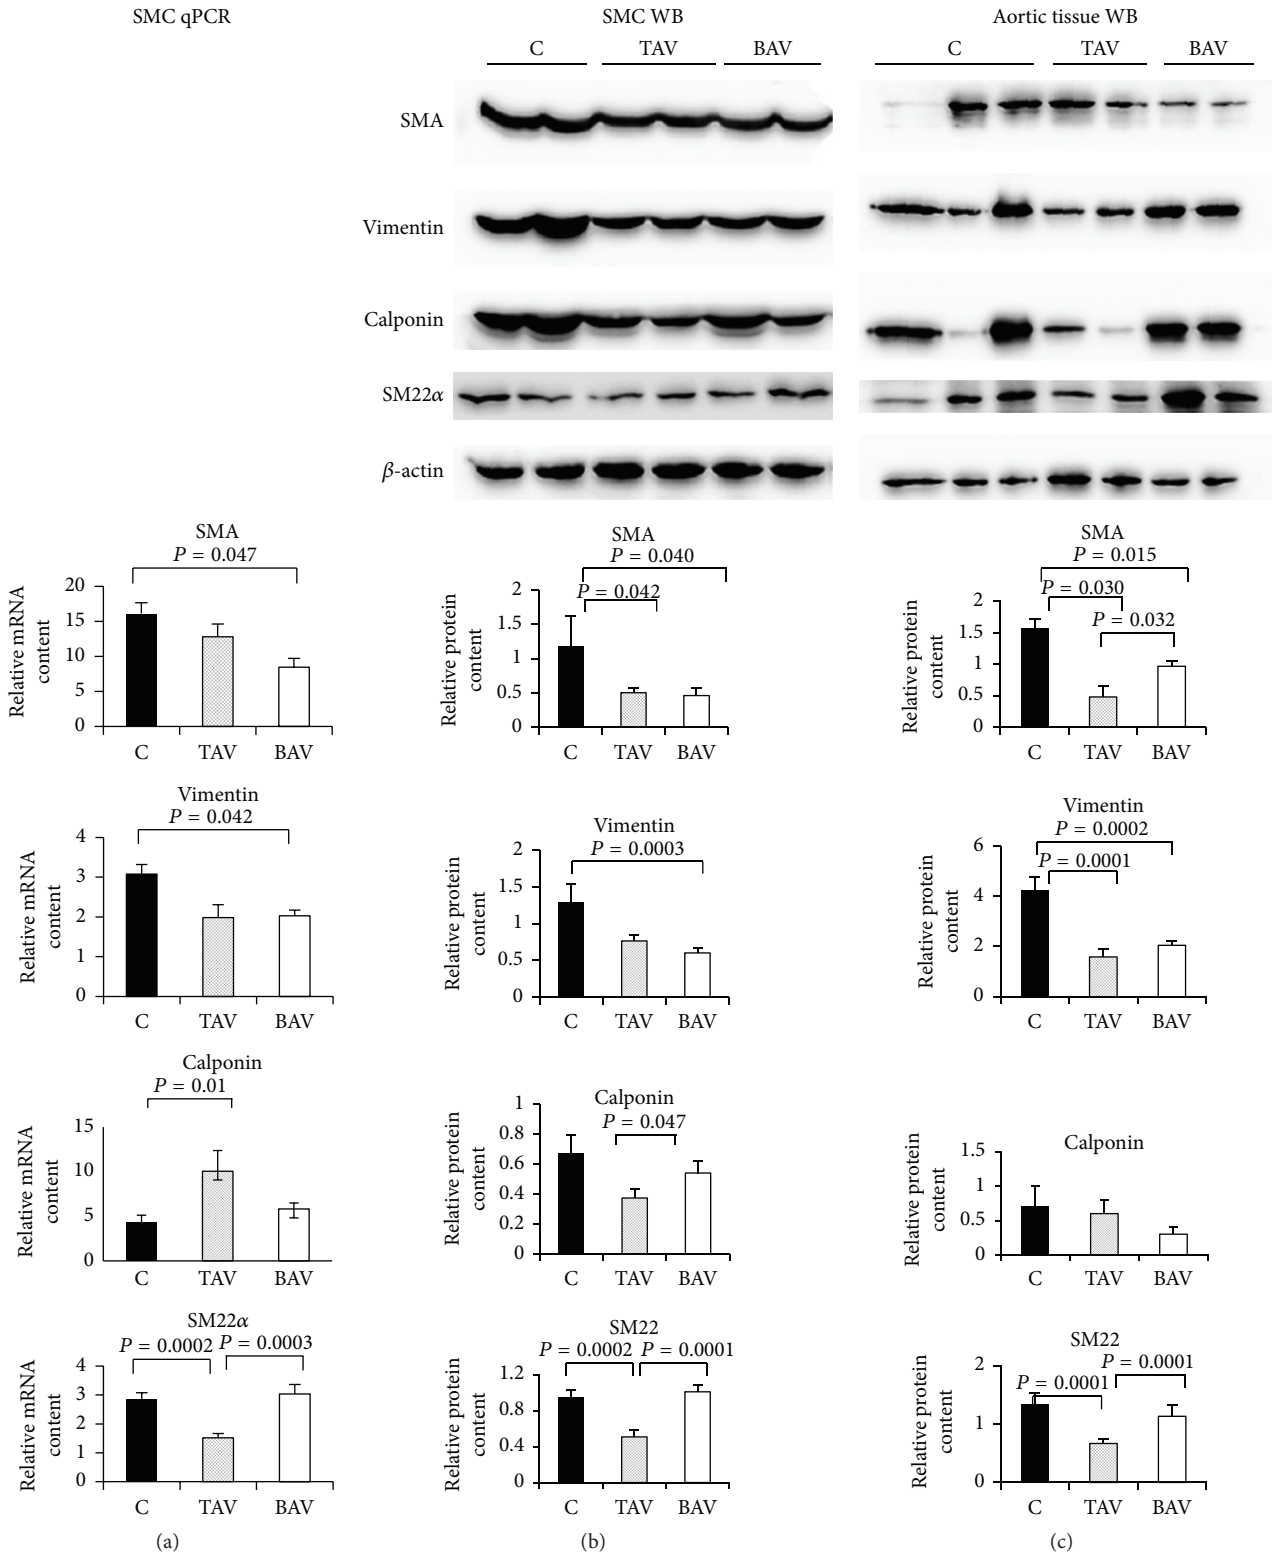 SMC qPCR
SMC WB
Aortic tissue WB
C TAV BAV
C TAV BAV
SMA
Vimentin
Calponin
SM22α
β-actin
SMA
P = 0.047
Relative mRNA
content
20
15
10
5
0
C TAV BAV
Vimentin
P = 0.042
Relative mRNA
content
4
3
2
1
0
C TAV BAV
Calponin
P = 0.01
Relative mRNA
content
15
10
5
0
C TAV BAV
SM22α
P = 0.0002 P = 0.0003
Relative mRNA
content
4
3
2
1
0
C TAV BAV
(a)
SMA
P = 0.040
P = 0.042
Relative protein
content
2
1.5
1
0.5
0
C TAV BAV
Vimentin
P = 0.0003
Relative protein
content
2
1.5
1
0.5
0
C TAV BAV
Calponin
P = 0.047
Relative protein
content
1
0.8
0.6
0.4
0.2
0
C TAV BAV
SM22
P = 0.0002 P = 0.0001
Relative protein
content
1.2
0.8
0.4
0
C TAV BAV
(b)
SMA
P = 0.015
P = 0.030
P = 0.032
Relative protein
content
2
1.5
1
0.5
0
C TAV BAV
Vimentin
P = 0.0002
P = 0.0001
Relative protein
content
6
4
2
0
C TAV BAV
Calponin
Relative protein
content
1.5
1
0.5
0
C TAV BAV
SM22
P = 0.0001
P = 0.0001
Relative protein
content
2
1
0
C TAV BAV
(c)